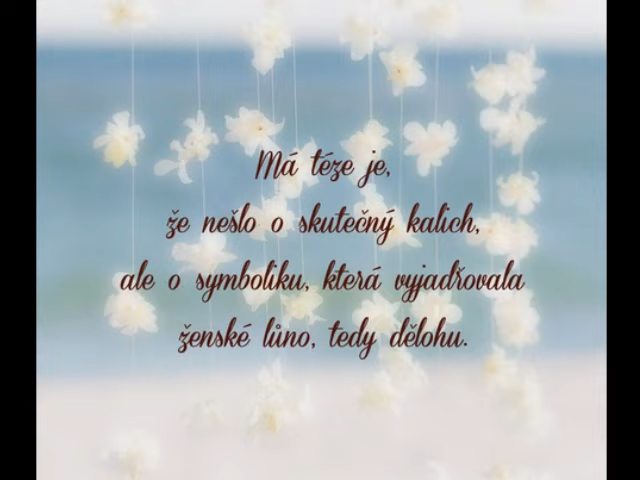 Má téze je,
že nešlo o skutečný kalich,
ale o symboliku, která vyjadřovala
ženské lůno, tedy dělohu.